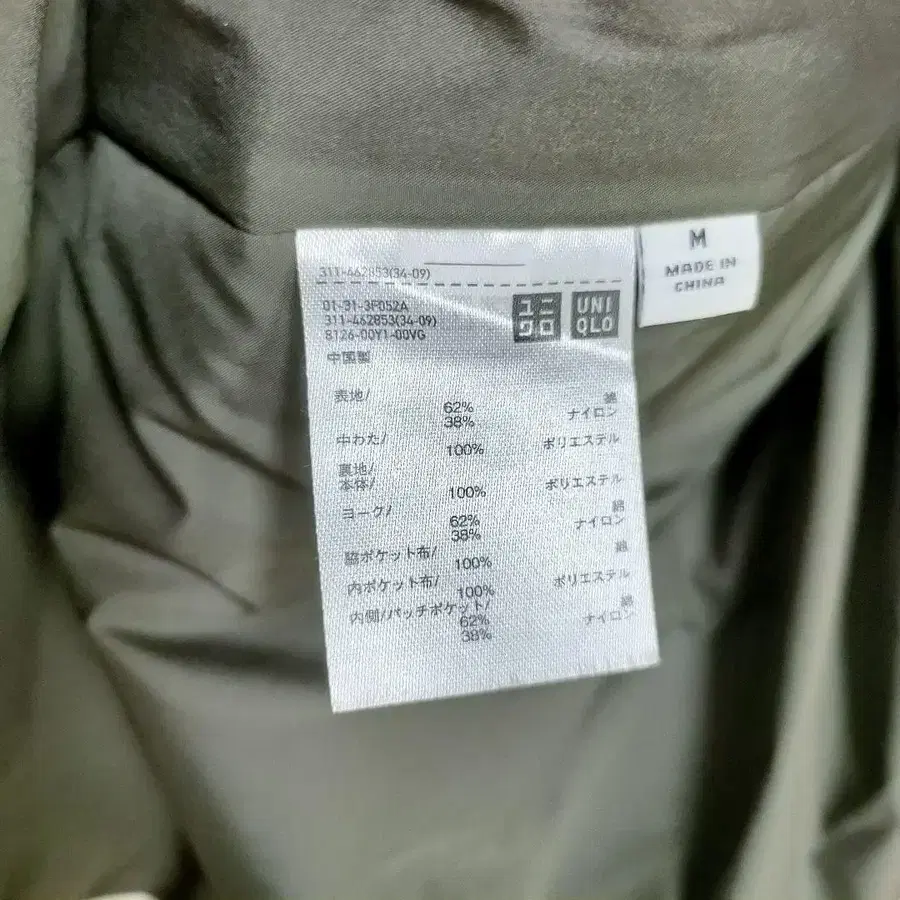 311-462853(34-09)
01-31-3F052A
311-462853(34-09)
8126-00Y1-00VG
ユニ
クロ
UNI
QLO
M
MADE IN
CHINA
中国製
表地/
62% 綿
38% ナイロン
中わた/
100% ポリエステル
裏地/
本体/
100% ポリエステル
ヨーク/
62% 綿
38% ナイロン
脇ポケット布/
100% 綿
内ポケット布/
100% ポリエステル
内側/パッチポケット/
62% 綿
38% ナイロン